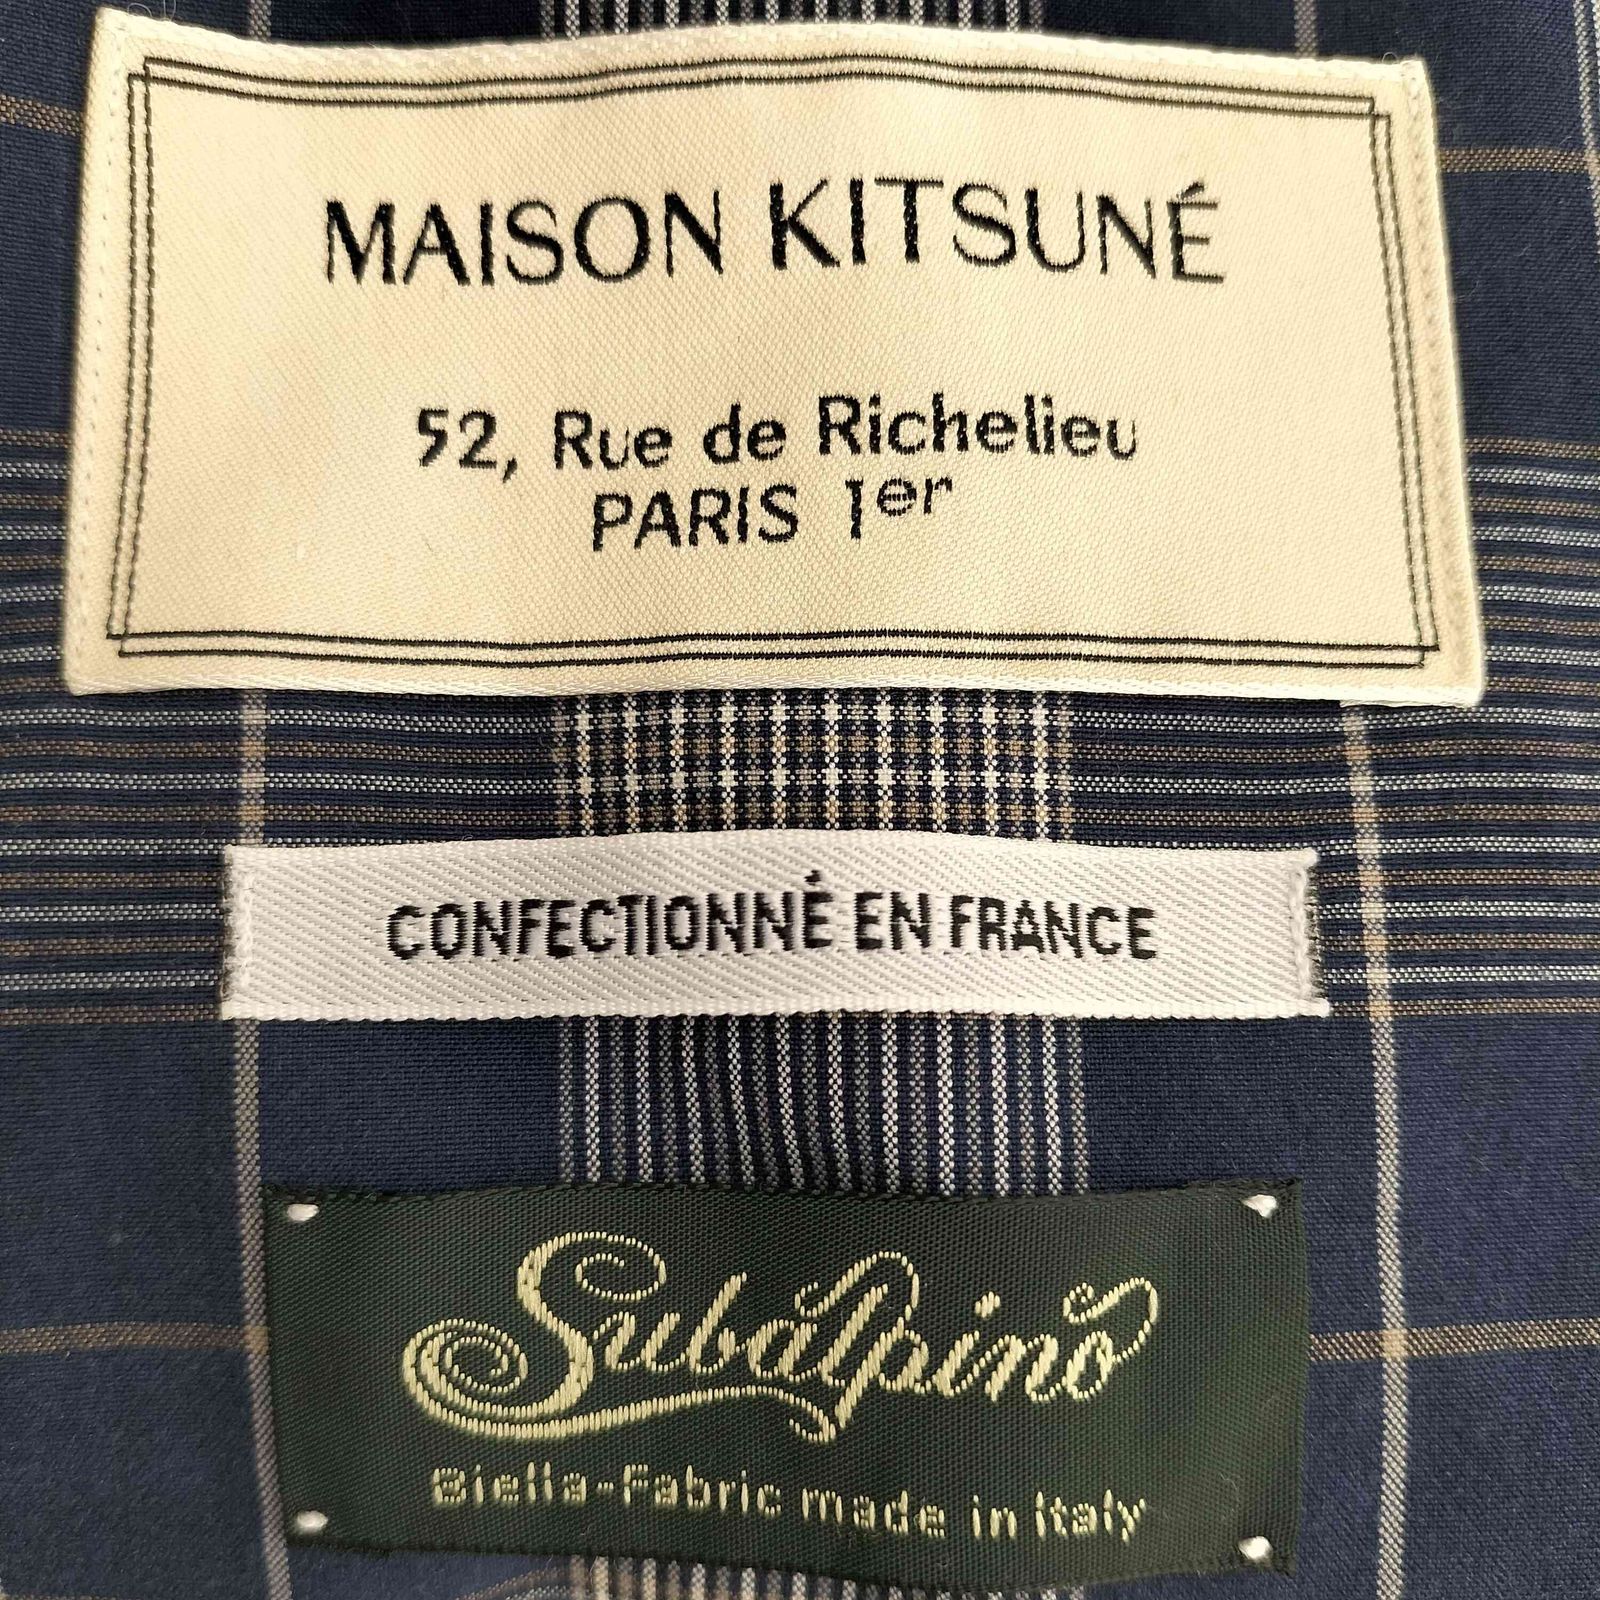 MAISON KITSUNÉ
52, Rue de Richelieu
PARIS 1er
CONFECTIONNÉ EN FRANCE
Subalpino
Biella-Fabric made in italy